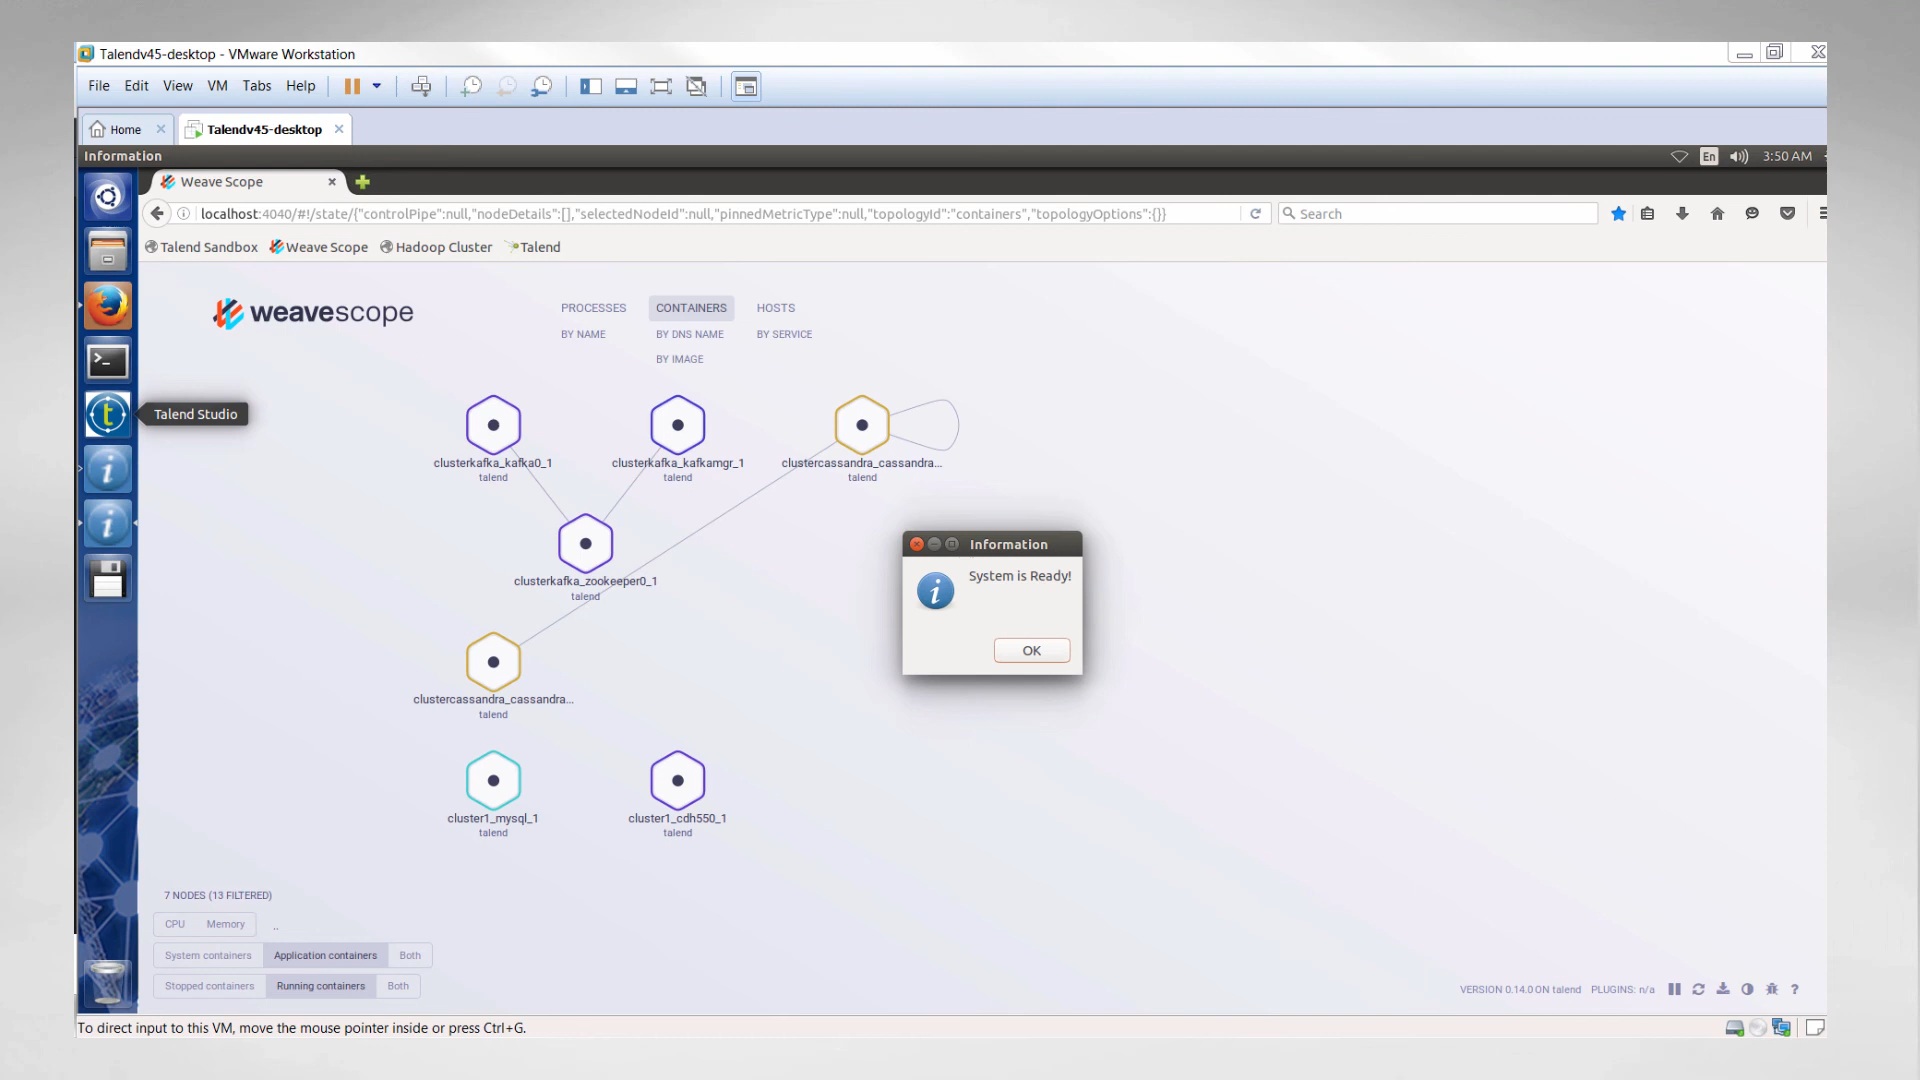 Talendv45-desktop - VMware Workstation
File Edit View VM Tabs Help
Home Talendv45-desktop
Information En 3:50 AM
Weave Scope
localhost:4040/#!/state/{"controlPipe":null,"nodeDetails":[],"selectedNodeId":null,"pinnedMetricType":null,"topologyId":"containers","topologyOptions":{}} Search
Talend Sandbox Weave Scope Hadoop Cluster Talend
weavescope
PROCESSES CONTAINERS HOSTS
BY NAME BY DNS NAME BY SERVICE
BY IMAGE
Talend Studio
clusterkafka_kafka0_1 clusterkafka_kafkamgr_1 clustercassandra_cassandra...
talend talend talend
Information
System is Ready!
OK
clusterkafka_zookeeper0_1
talend
clustercassandra_cassandra...
talend
cluster1_mysql_1 cluster1_cdh550_1
talend talend
7 NODES (13 FILTERED)
CPU Memory ..
System containers Application containers Both
Stopped containers Running containers Both
VERSION 0.14.0 ON talend PLUGINS: n/a ?
To direct input to this VM, move the mouse pointer inside or press Ctrl+G.